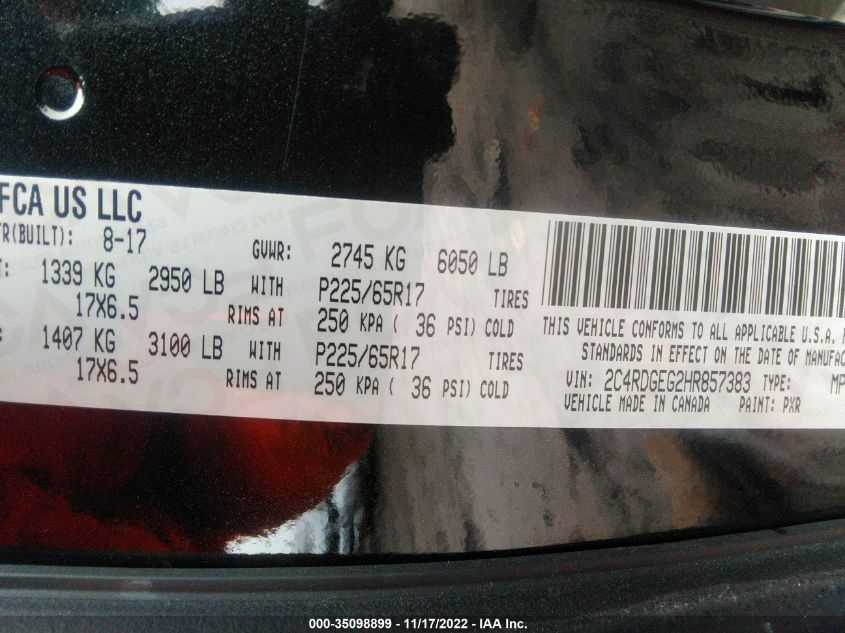 FCA US LLC
TR(BUILT): 8-17 GVWR: 2745 KG 6050 LB
T: 1339 KG 2950 LB WITH P225/65R17 TIRES
17X6.5 RIMS AT 250 KPA ( 36 PSI) COLD
: 1407 KG 3100 LB WITH P225/65R17 TIRES
17X6.5 RIMS AT 250 KPA ( 36 PSI) COLD
THIS VEHICLE CONFORMS TO ALL APPLICABLE U.S.A. F
STANDARDS IN EFFECT ON THE DATE OF MANUFAC
VIN: 2C4RDGEG2HR857383 TYPE: MP
VEHICLE MADE IN CANADA PAINT: PXR
000-35098899 - 11/17/2022 - IAA Inc.